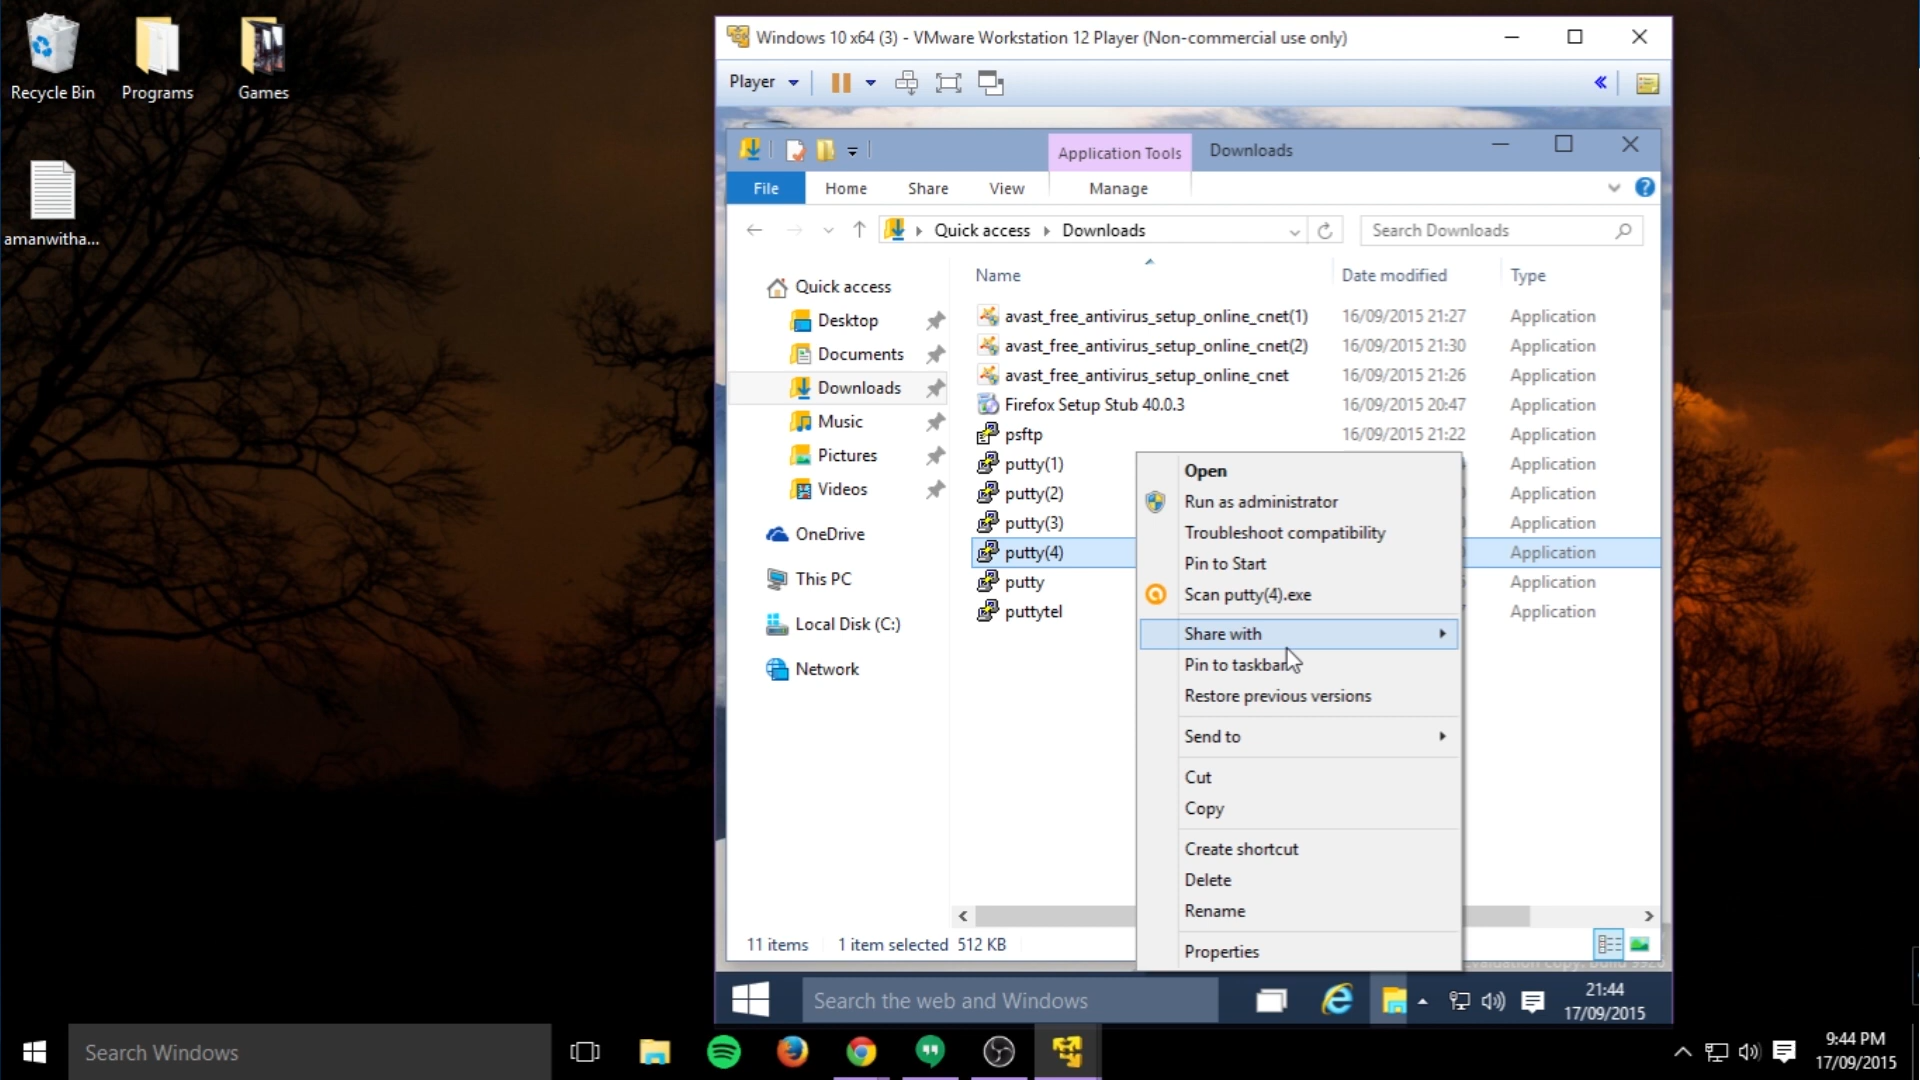 Recycle Bin
Programs
Games
amanwitha...
Windows 10 x64 (3) - VMware Workstation 12 Player (Non-commercial use only)
Player
Application Tools
Downloads
File
Home
Share
View
Manage
Quick access
Downloads
Search Downloads
Name
Date modified
Type
Quick access
Desktop
Documents
Downloads
Music
Pictures
Videos
OneDrive
This PC
Local Disk (C:)
Network
avast_free_antivirus_setup_online_cnet(1) 16/09/2015 21:27 Application
avast_free_antivirus_setup_online_cnet(2) 16/09/2015 21:30 Application
avast_free_antivirus_setup_online_cnet 16/09/2015 21:26 Application
Firefox Setup Stub 40.0.3 16/09/2015 20:47 Application
psftp 16/09/2015 21:22 Application
putty(1) Application
putty(2) Application
putty(3) Application
putty(4) Application
putty Application
puttytel Application
Open
Run as administrator
Troubleshoot compatibility
Pin to Start
Scan putty(4).exe
Share with
Pin to taskbar
Restore previous versions
Send to
Cut
Copy
Create shortcut
Delete
Rename
Properties
11 items
1 item selected 512 KB
Search the web and Windows
21:44
17/09/2015
Search Windows
9:44 PM
17/09/2015